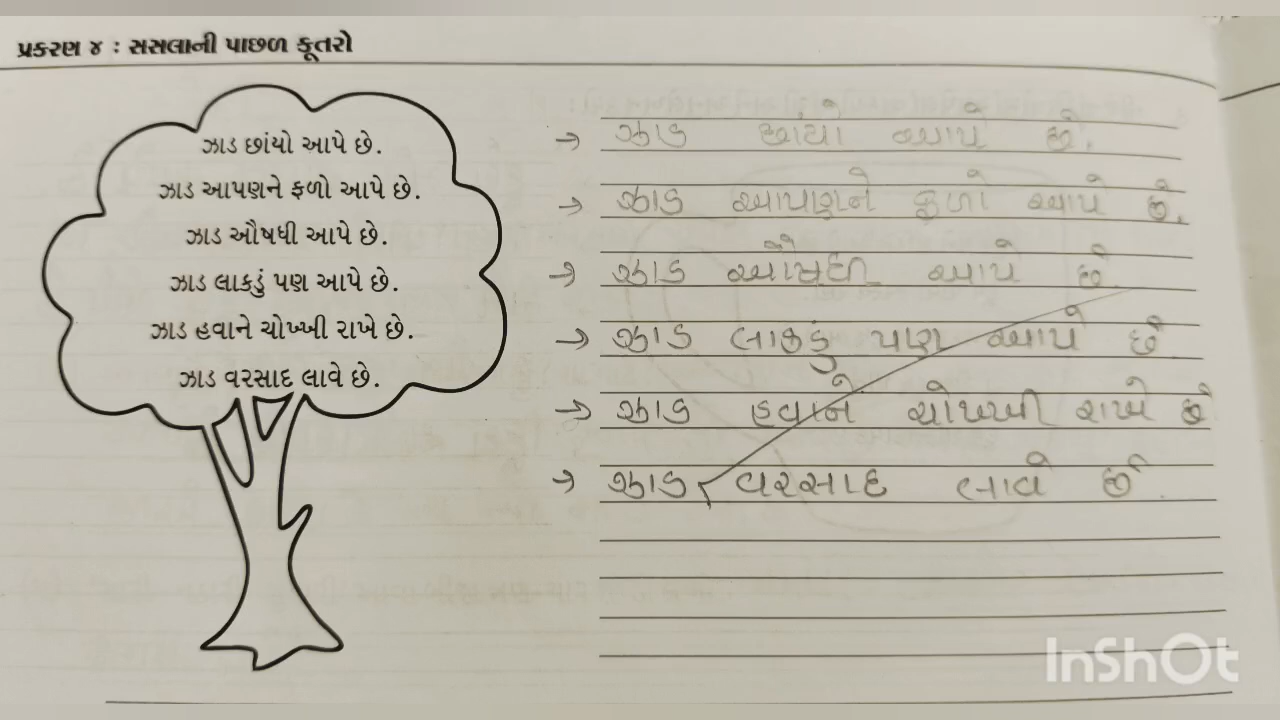 પ્રકરણ ૪ : સસલાની પાછળ કૂતરો
ઝાડ છાંયો આપે છે.
ઝાડ આપણને ફળો આપે છે.
ઝાડ ઔષધી આપે છે.
ઝાડ લાકડું પણ આપે છે.
ઝાડ હવાને ચોખ્ખી રાખે છે.
ઝાડ વરસાદ લાવે છે.
→ ઝાડ છાંયો આપે છે.
→ ઝાડ આપણને ફળો આપે છે.
→ ઝાડ ઔષધી આપે છે.
→ ઝાડ લાકડું પણ આપે છે
→ ઝાડ હવાને ચોખ્ખી રાખે છે
→ ઝાડ વરસાદ લાવે છે.
InShOt